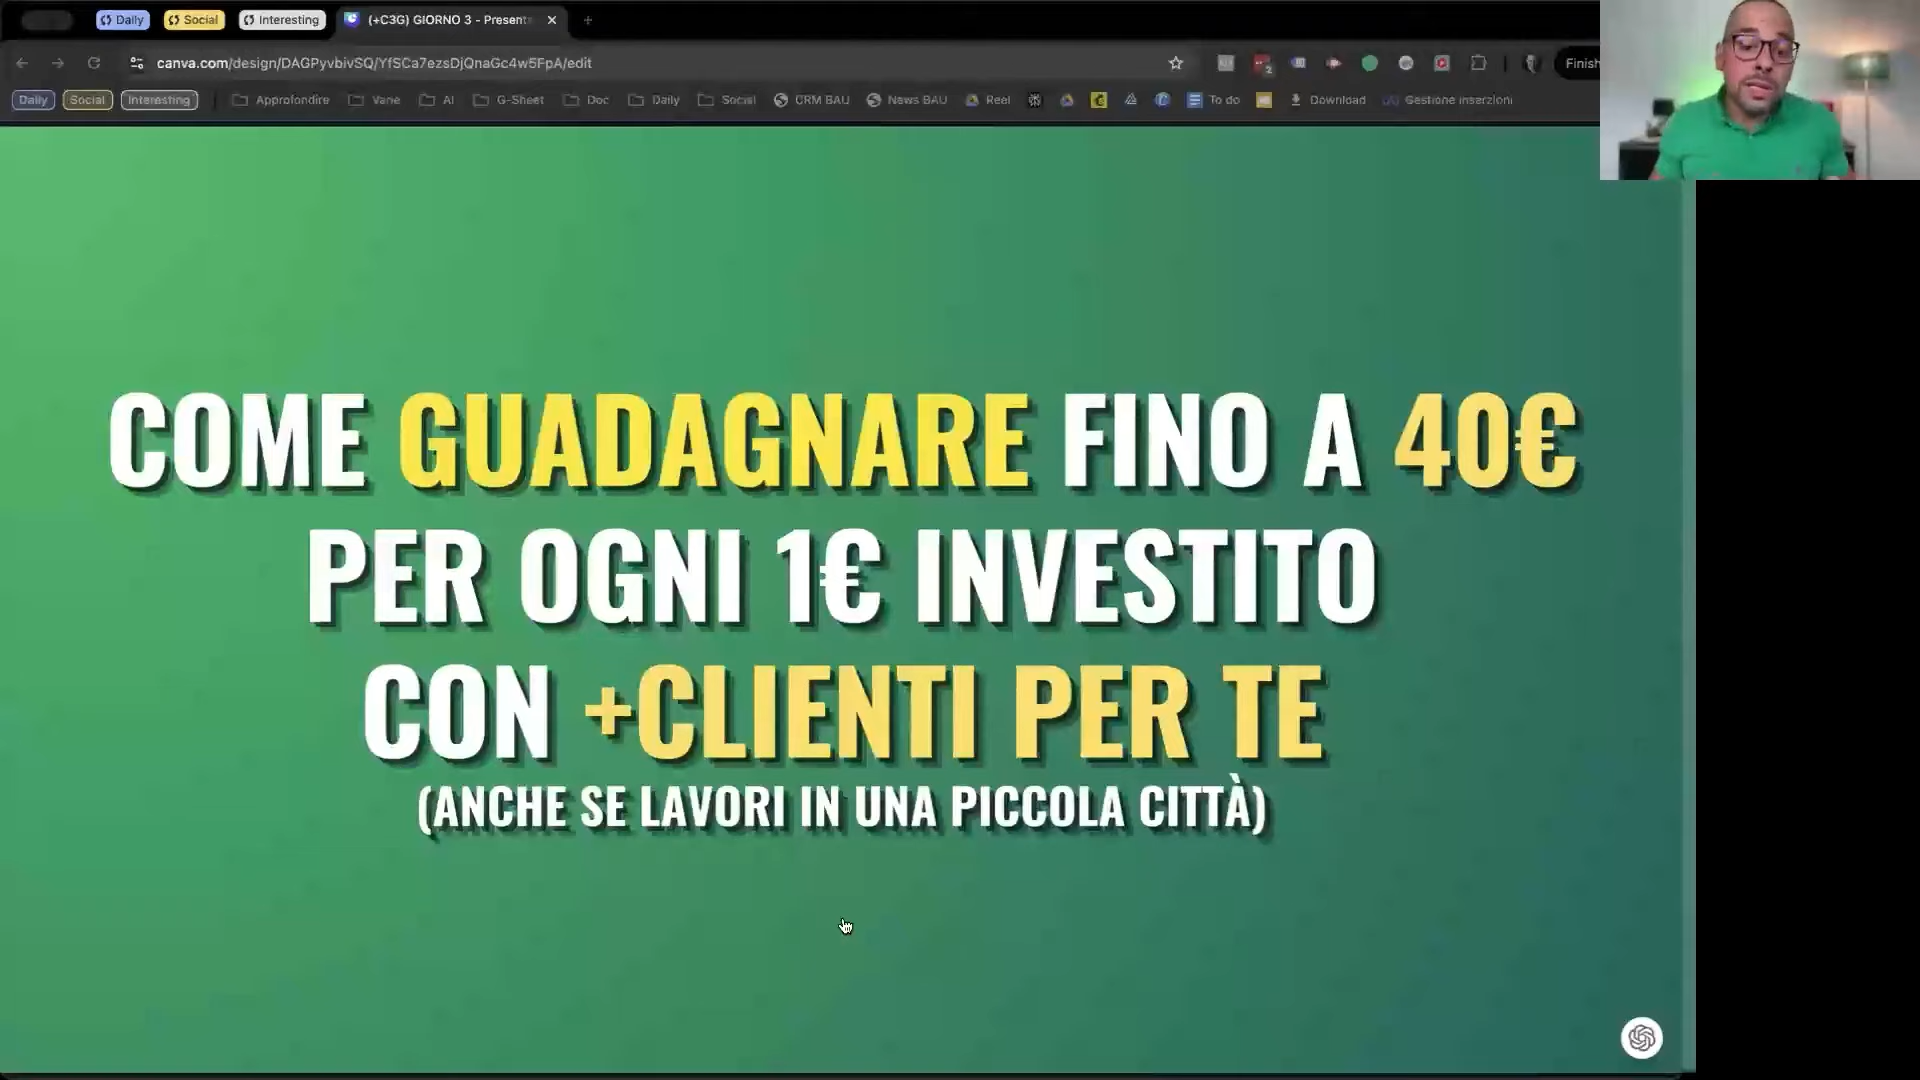 Daily
Social
Interesting
(+C3G) GIORNO 3 - Present
canva.com/design/DAGPyvbivSQ/YfSCa7ezsDjQnaGc4w5FpA/edit
2
Finish
Daily
Social
Interesting
Approfondire
Vane
AI
G-Sheet
Doc
Daily
Social
CRM BAU
News BAU
Reel
To do
Download
Gestione inserzioni
COME GUADAGNARE FINO A 40€
PER OGNI 1€ INVESTITO
CON +CLIENTI PER TE
(ANCHE SE LAVORI IN UNA PICCOLA CITTÀ)